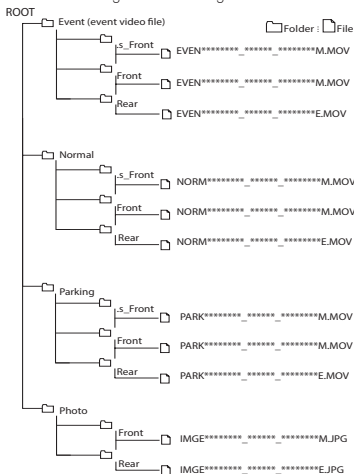 ROOT
Event (event video file)
Folder : File
.s_Front
EVEN********_******_********M.MOV
Front
EVEN********_******_********M.MOV
Rear
EVEN********_******_********E.MOV
Normal
.s_Front
NORM********_******_********M.MOV
Front
NORM********_******_********M.MOV
Rear
NORM********_******_********E.MOV
Parking
.s_Front
PARK********_******_********M.MOV
Front
PARK********_******_********M.MOV
Rear
PARK********_******_********E.MOV
Photo
Front
IMGE********_******_********M.JPG
Rear
IMGE********_******_********E.JPG